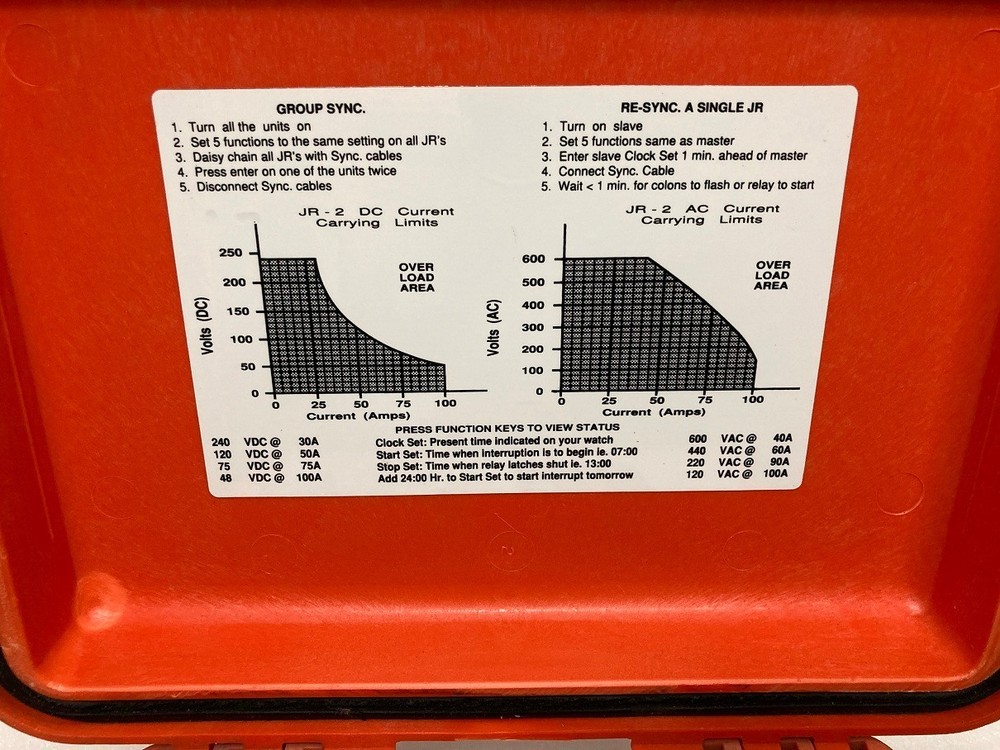 GROUP SYNC.
1. Turn all the units on
2. Set 5 functions to the same setting on all JR's
3. Daisy chain all JR's with Sync. cables
4. Press enter on one of the units twice
5. Disconnect Sync. cables
RE-SYNC. A SINGLE JR
1. Turn on slave
2. Set 5 functions same as master
3. Enter slave Clock Set 1 min. ahead of master
4. Connect Sync. Cable
5. Wait < 1 min. for colons to flash or relay to start
JR - 2 DC Current
Carrying Limits
OVER
LOAD
AREA
Volts (DC)
250
200
150
100
50
0
0 25 50 75 100
Current (Amps)
JR - 2 AC Current
Carrying Limits
OVER
LOAD
AREA
Volts (AC)
600
500
400
300
200
100
0
0 25 50 75 100
Current (Amps)
PRESS FUNCTION KEYS TO VIEW STATUS
240 VDC @ 30A
120 VDC @ 50A
75 VDC @ 75A
48 VDC @ 100A
Clock Set: Present time indicated on your watch
Start Set: Time when interruption is to begin ie. 07:00
Stop Set: Time when relay latches shut ie. 13:00
Add 24:00 Hr. to Start Set to start interrupt tomorrow
600 VAC @ 40A
440 VAC @ 60A
220 VAC @ 90A
120 VAC @ 100A